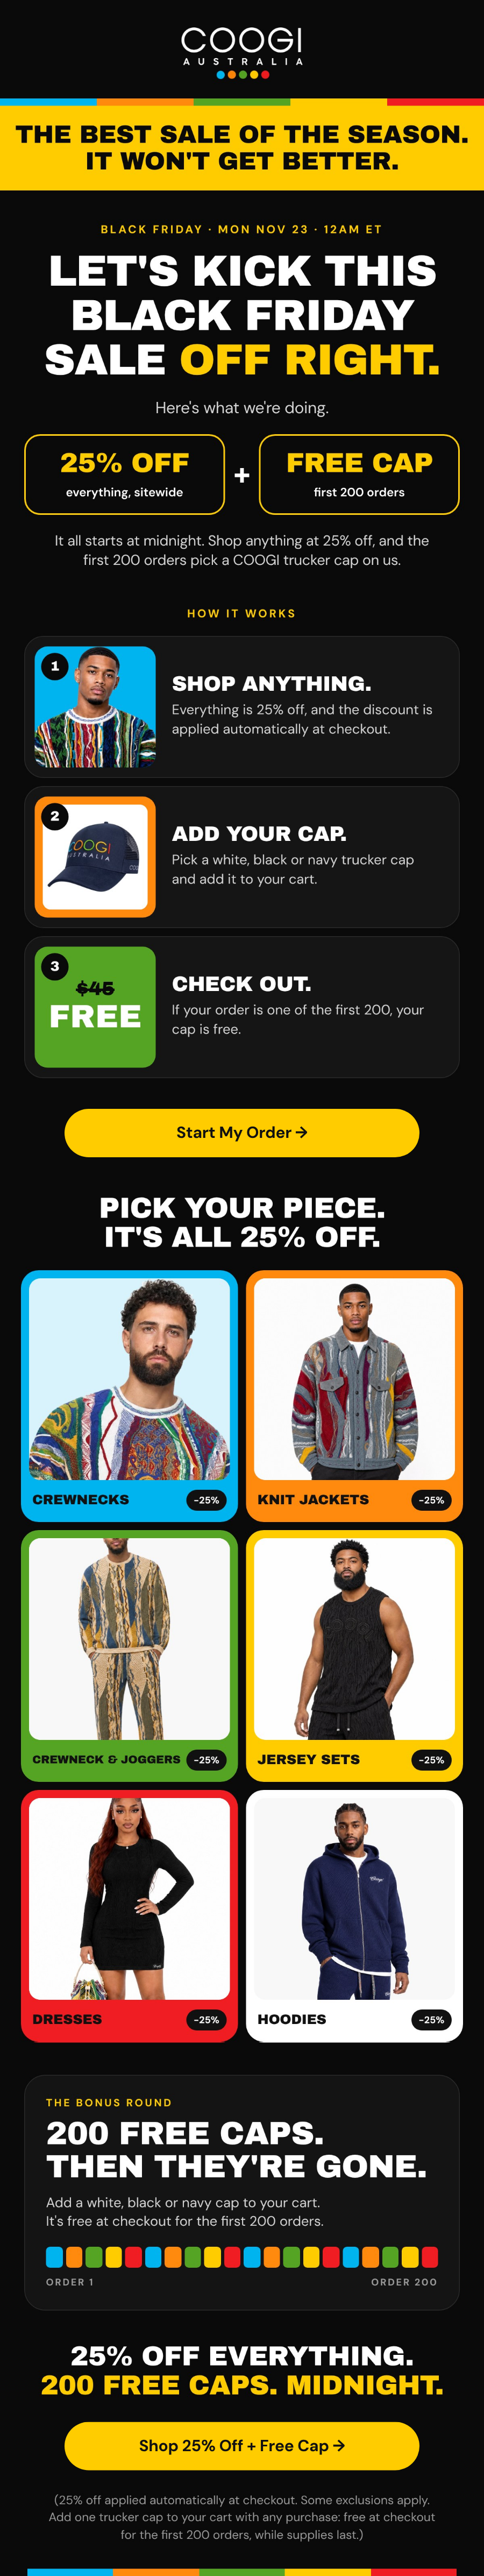 COOGI
AUSTRALIA
THE BEST SALE OF THE SEASON.
IT WON'T GET BETTER.
BLACK FRIDAY · MON NOV 23 · 12AM ET
LET'S KICK THIS
BLACK FRIDAY
SALE OFF RIGHT.
Here's what we're doing.
25% OFF
everything, sitewide
+
FREE CAP
first 200 orders
It all starts at midnight. Shop anything at 25% off, and the
first 200 orders pick a COOGI trucker cap on us.
HOW IT WORKS
1
SHOP ANYTHING.
Everything is 25% off, and the discount is
applied automatically at checkout.
2
COOGI
AUSTRALIA
ADD YOUR CAP.
Pick a white, black or navy trucker cap
and add it to your cart.
3
$45
FREE
CHECK OUT.
If your order is one of the first 200, your
cap is free.
Start My Order →
PICK YOUR PIECE.
IT'S ALL 25% OFF.
CREWNECKS
-25%
KNIT JACKETS
-25%
CREWNECK & JOGGERS
-25%
JERSEY SETS
-25%
DRESSES
-25%
HOODIES
-25%
THE BONUS ROUND
200 FREE CAPS.
THEN THEY'RE GONE.
Add a white, black or navy cap to your cart.
It's free at checkout for the first 200 orders.
ORDER 1
ORDER 200
25% OFF EVERYTHING.
200 FREE CAPS. MIDNIGHT.
Shop 25% Off + Free Cap →
(25% off applied automatically at checkout. Some exclusions apply.
Add one trucker cap to your cart with any purchase: free at checkout
for the first 200 orders, while supplies last.)